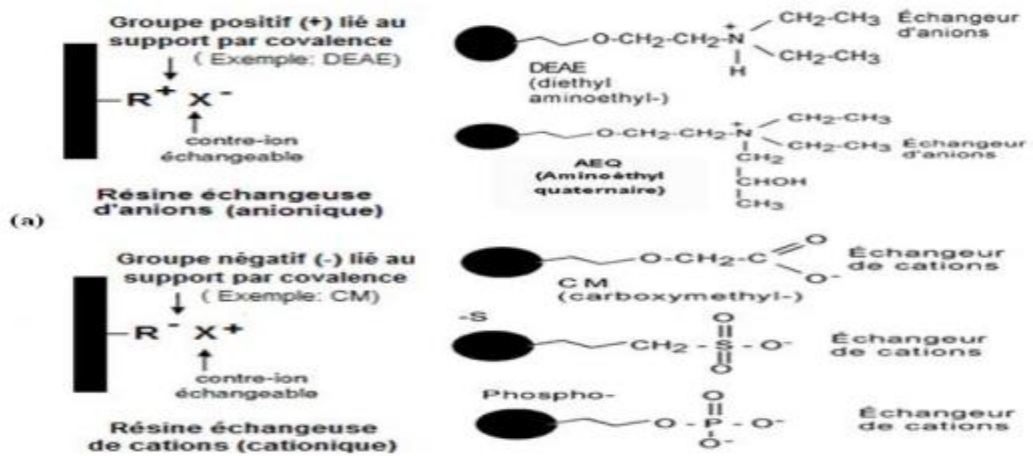 Groupe positif (+) lié au
support par covalence
( Exemple: DEAE)
R⁺ X⁻
contre-ion
échangeable
Résine échangeuse
d'anions (anionique)
O-CH2-CH2-N
+
CH2-CH3
CH2-CH3
H
DEAE
(diethyl
aminoethyl-)
Échangeur
d'anions
O-CH2-CH2-N
+
CH2-CH3
CH2-CH3
CH2
CHOH
CH3
AEQ
(Aminoéthyl
quaternaire)
Échangeur
d'anions
(a)
Groupe négatif (-) lié au
support par covalence
( Exemple: CM)
R⁻ X⁺
contre-ion
échangeable
Résine échangeuse
de cations (cationique)
O-CH2-C
O
O⁻
CM
(carboxymethyl-)
Échangeur
de cations
-S
O
CH2 - S - O⁻
O
Échangeur
de cations
Phospho-
O
O - P - O⁻
O⁻
Échangeur
de cations